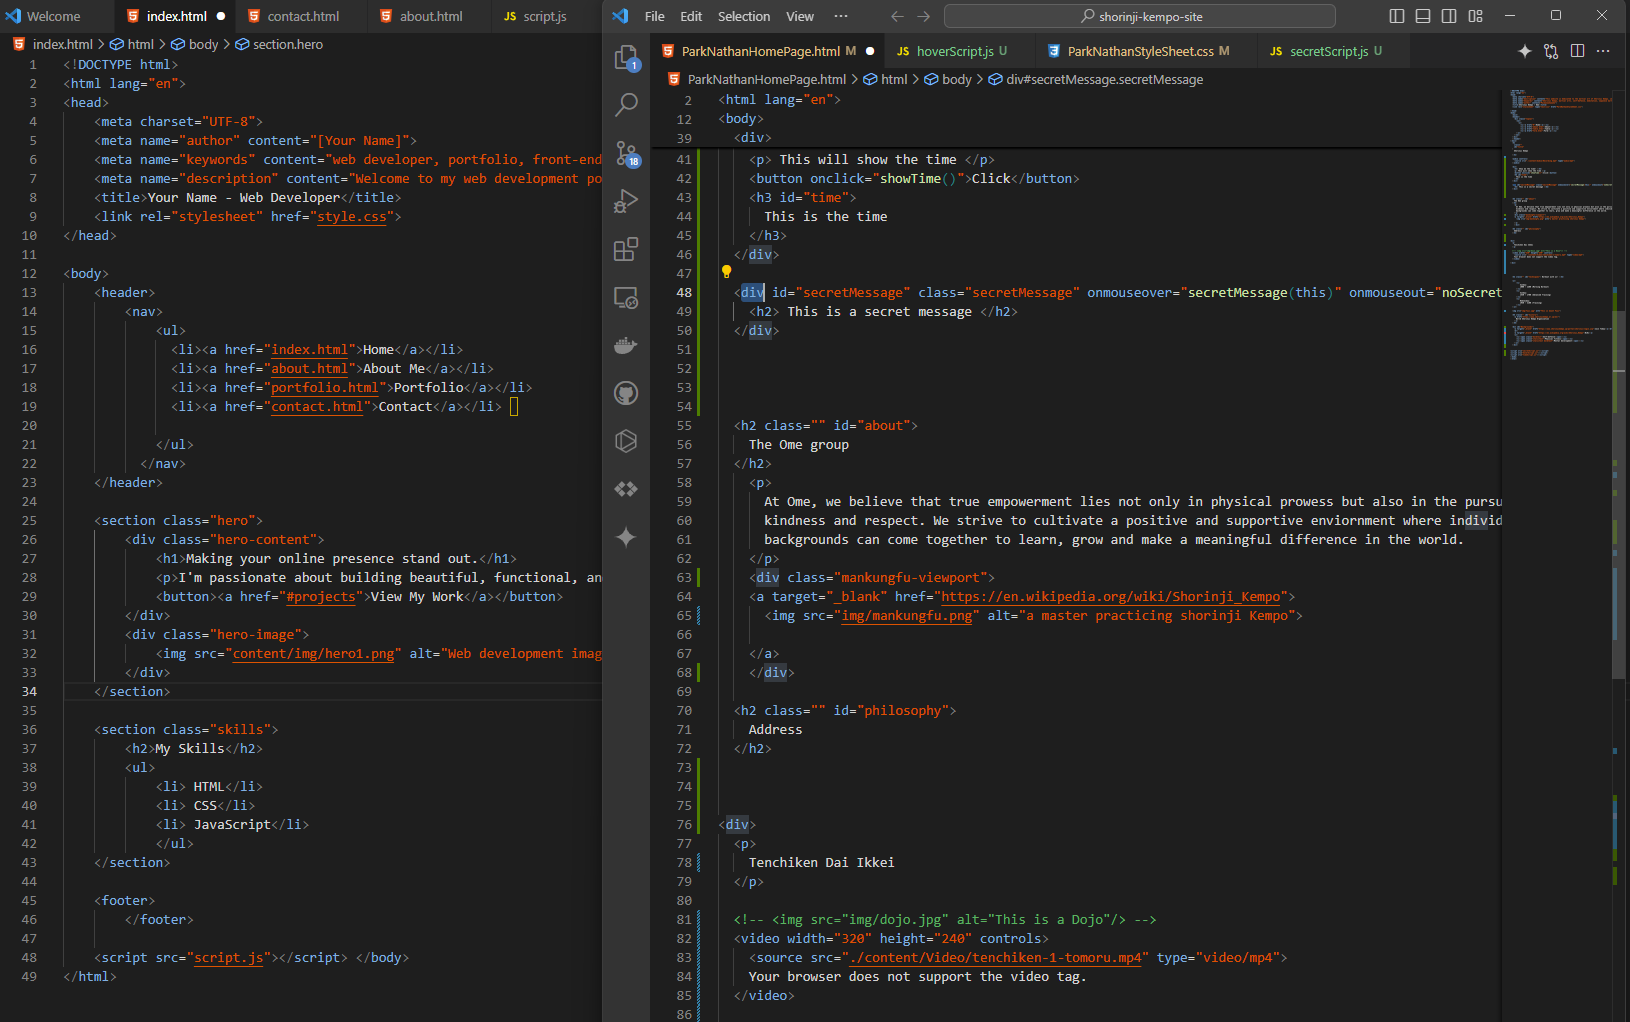 Welcome index.html contact.html about.html JS script.js
index.html > html > body > section.hero
1 <!DOCTYPE html>
2 <html lang="en">
3 <head>
4 <meta charset="UTF-8">
5 <meta name="author" content="[Your Name]">
6 <meta name="keywords" content="web developer, portfolio, front-end
7 <meta name="description" content="Welcome to my web development po
8 <title>Your Name - Web Developer</title>
9 <link rel="stylesheet" href="style.css">
10 </head>
11
12 <body>
13 <header>
14 <nav>
15 <ul>
16 <li><a href="index.html">Home</a></li>
17 <li><a href="about.html">About Me</a></li>
18 <li><a href="portfolio.html">Portfolio</a></li>
19 <li><a href="contact.html">Contact</a></li>
20
21 </ul>
22 </nav>
23 </header>
24
25 <section class="hero">
26 <div class="hero-content">
27 <h1>Making your online presence stand out.</h1>
28 <p>I'm passionate about building beautiful, functional, an
29 <button><a href="#projects">View My Work</a></button>
30 </div>
31 <div class="hero-image">
32 <img src="content/img/hero1.png" alt="Web development imag
33 </div>
34 </section>
35
36 <section class="skills">
37 <h2>My Skills</h2>
38 <ul>
39 <li> HTML</li>
40 <li> CSS</li>
41 <li> JavaScript</li>
42 </ul>
43 </section>
44
45 <footer>
46 </footer>
47
48 <script src="script.js"></script> </body>
49 </html>
File Edit Selection View ··· shorinji-kempo-site
1
18
ParkNathanHomePage.html M JS hoverScript.js U ParkNathanStyleSheet.css M JS secretScript.js U
ParkNathanHomePage.html > html > body > div#secretMessage.secretMessage
2 <html lang="en">
12 <body>
39 <div>
41 <p> This will show the time </p>
42 <button onclick="showTime()">Click</button>
43 <h3 id="time">
44 This is the time
45 </h3>
46 </div>
47
48 <div id="secretMessage" class="secretMessage" onmouseover="secretMessage(this)" onmouseout="noSecret
49 <h2> This is a secret message </h2>
50 </div>
51
52
53
54
55 <h2 class="" id="about">
56 The Ome group
57 </h2>
58 <p>
59 At Ome, we believe that true empowerment lies not only in physical prowess but also in the pursu
60 kindness and respect. We strive to cultivate a positive and supportive enviornment where individ
61 backgrounds can come together to learn, grow and make a meaningful difference in the world.
62 </p>
63 <div class="mankungfu-viewport">
64 <a target="_blank" href="https://en.wikipedia.org/wiki/Shorinji_Kempo">
65 <img src="img/mankungfu.png" alt="a master practicing shorinji Kempo">
66
67 </a>
68 </div>
69
70 <h2 class="" id="philosophy">
71 Address
72 </h2>
73
74
75
76 <div>
77 <p>
78 Tenchiken Dai Ikkei
79 </p>
80
81 <!-- <img src="img/dojo.jpg" alt="This is a Dojo"/> -->
82 <video width="320" height="240" controls>
83 <source src="./content/Video/tenchiken-1-tomoru.mp4" type="video/mp4">
84 Your browser does not support the video tag.
85 </video>
86